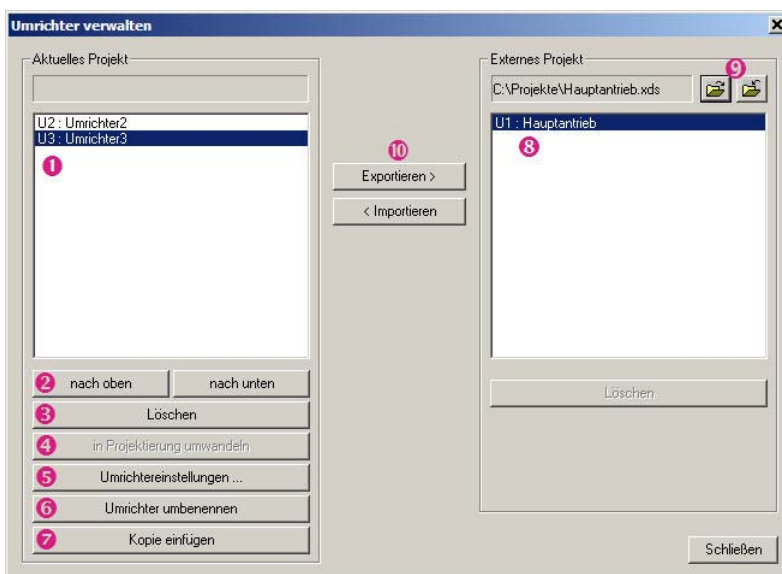 Umrichter verwalten
Aktuelles Projekt
U2 : Umrichter2
U3 : Umrichter3
1
2 nach oben nach unten
3 Löschen
4 in Projektierung umwandeln
5 Umrichtereinstellungen ...
6 Umrichter umbenennen
7 Kopie einfügen
10
Exportieren >
< Importieren
Externes Projekt
9
C:\Projekte\Hauptantrieb.xds
U1 : Hauptantrieb
8
Löschen
Schließen